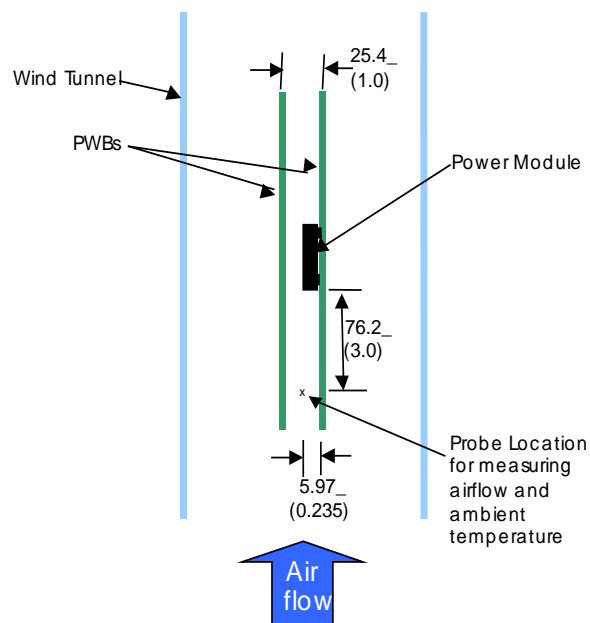 25.4_
(1.0)
Wind Tunnel
PWBs
Power Module
76.2_
(3.0)
x
Probe Location
for measuring
airflow and
ambient
temperature
5.97_
(0.235)
Air
flow